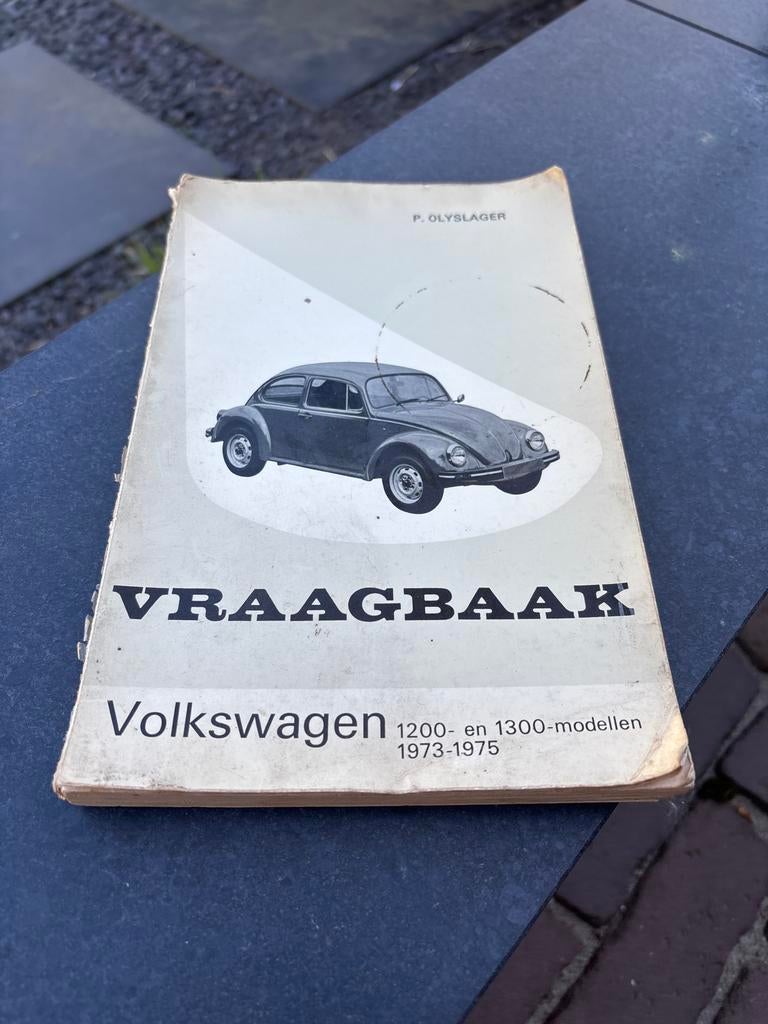 P. OLYSLAGER
VRAAGBAAK
Volkswagen 1200- en 1300-modellen
1973-1975